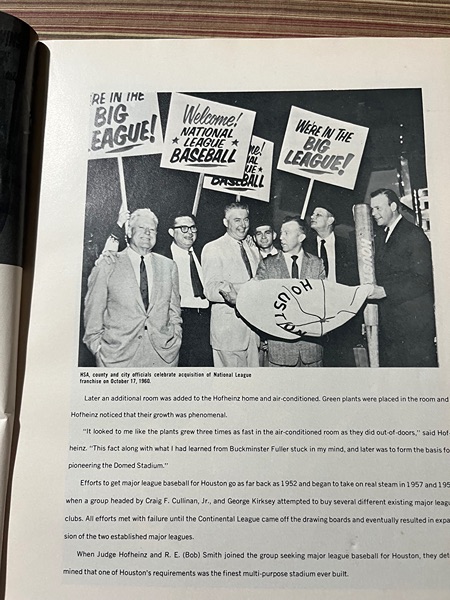 RE IN THE
BIG
EAGUE!
Welcome!
NATIONAL
LEAGUE
BASEBALL
me!
AL
UE
BASEBALL
WE'RE IN THE
BIG
LEAGUE!
HOUSTON
HSA, county and city officials celebrate acquisition of National League
franchise on October 17, 1960.
Later an additional room was added to the Hofheinz home and air-conditioned. Green plants were placed in the room and
Hofheinz noticed that their growth was phenomenal.
"It looked to me like the plants grew three times as fast in the air-conditioned room as they did out-of-doors," said Hof-
heinz. "This fact along with what I had learned from Buckminster Fuller stuck in my mind, and later was to form the basis fo
pioneering the Domed Stadium."
Efforts to get major league baseball for Houston go as far back as 1952 and began to take on real steam in 1957 and 195
when a group headed by Craig F. Cullinan, Jr., and George Kirksey attempted to buy several different existing major leagu
clubs. All efforts met with failure until the Continental League came off the drawing boards and eventually resulted in expa
sion of the two established major leagues.
When Judge Hofheinz and R. E. (Bob) Smith joined the group seeking major league baseball for Houston, they det
mined that one of Houston's requirements was the finest multi-purpose stadium ever built.